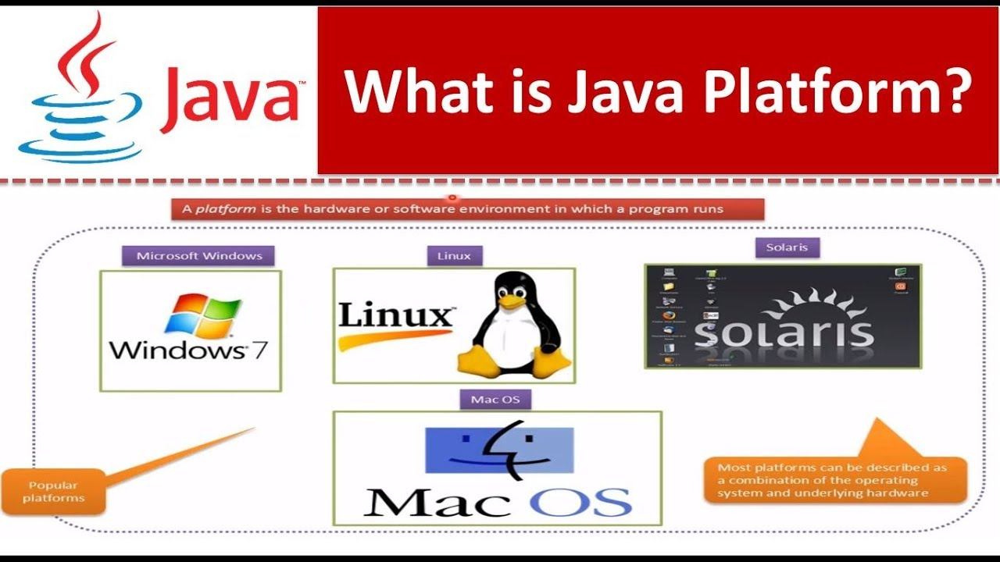 Java™
What is Java Platform?
A platform is the hardware or software environment in which a program runs
Microsoft Windows
Linux
Solaris
Windows 7
Linux™
solaris
Mac OS
Mac OS
Popular
platforms
Most platforms can be described as
a combination of the operating
system and underlying hardware